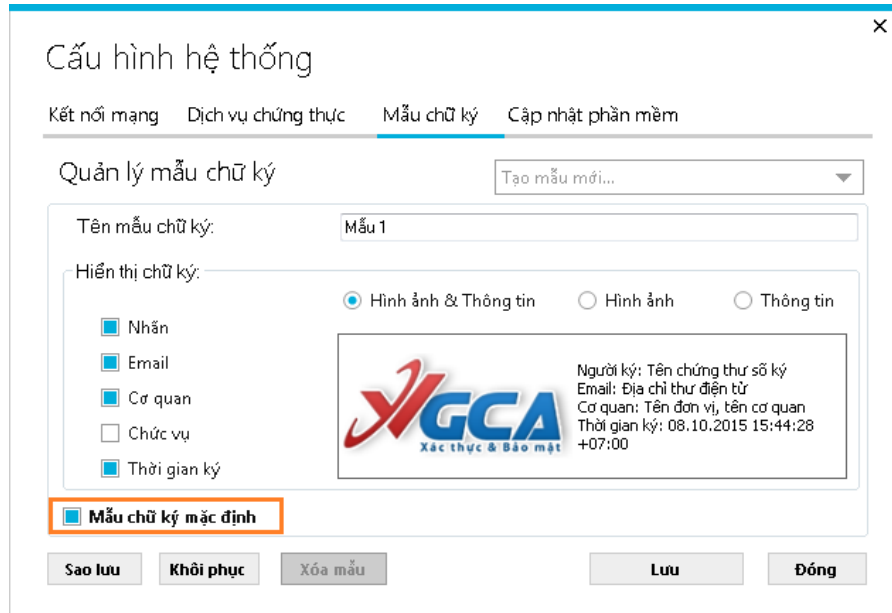 Cấu hình hệ thống
Kết nối mạng Dịch vụ chứng thực Mẫu chữ ký Cập nhật phần mềm
Quản lý mẫu chữ ký Tạo mẫu mới...
Tên mẫu chữ ký: Mẫu 1
Hiển thị chữ ký:
Hình ảnh & Thông tin Hình ảnh Thông tin
Nhãn
Email
Cơ quan
Chức vụ
Thời gian ký
VGCA
Xác thực & Bảo mật
Người ký: Tên chứng thư số ký
Email: Địa chỉ thư điện tử
Cơ quan: Tên đơn vị, tên cơ quan
Thời gian ký: 08.10.2015 15:44:28
+07:00
Mẫu chữ ký mặc định
Sao lưu Khôi phục Xóa mẫu Lưu Đóng